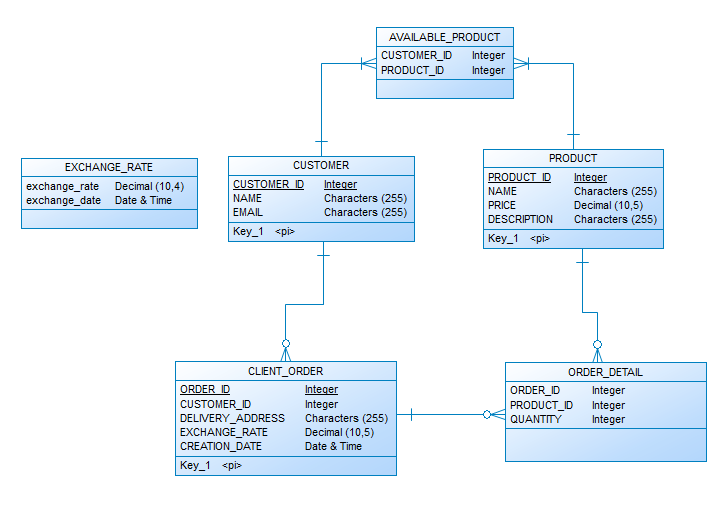 AVAILABLE_PRODUCT
CUSTOMER_ID Integer
PRODUCT_ID Integer
EXCHANGE_RATE
exchange_rate Decimal (10,4)
exchange_date Date & Time
CUSTOMER
CUSTOMER_ID Integer
NAME Characters (255)
EMAIL Characters (255)
Key_1 <pi>
PRODUCT
PRODUCT_ID Integer
NAME Characters (255)
PRICE Decimal (10,5)
DESCRIPTION Characters (255)
Key_1 <pi>
CLIENT_ORDER
ORDER_ID Integer
CUSTOMER_ID Integer
DELIVERY_ADDRESS Characters (255)
EXCHANGE_RATE Decimal (10,5)
CREATION_DATE Date & Time
Key_1 <pi>
ORDER_DETAIL
ORDER_ID Integer
PRODUCT_ID Integer
QUANTITY Integer